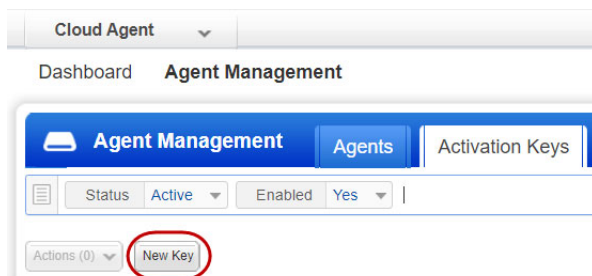 Cloud Agent
Dashboard Agent Management
Agent Management Agents Activation Keys
Status Active Enabled Yes
Actions (0) New Key